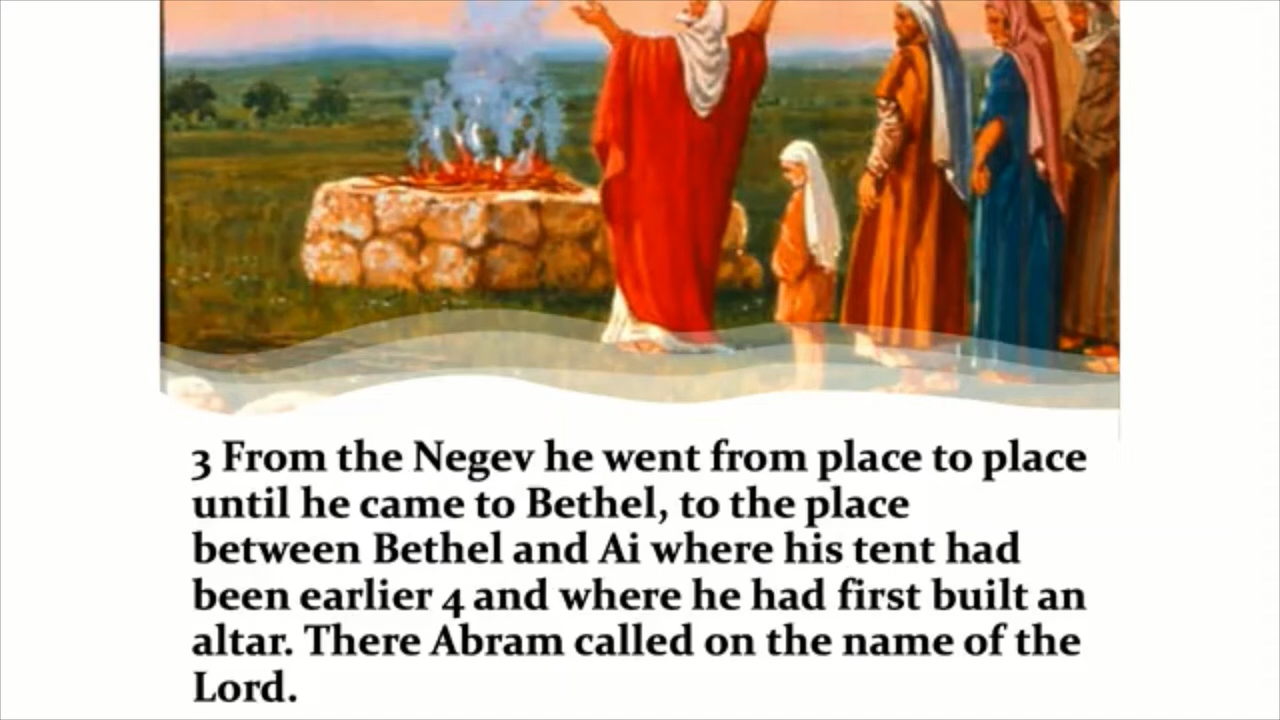 3 From the Negev he went from place to place
until he came to Bethel, to the place
between Bethel and Ai where his tent had
been earlier 4 and where he had first built an
altar. There Abram called on the name of the
Lord.